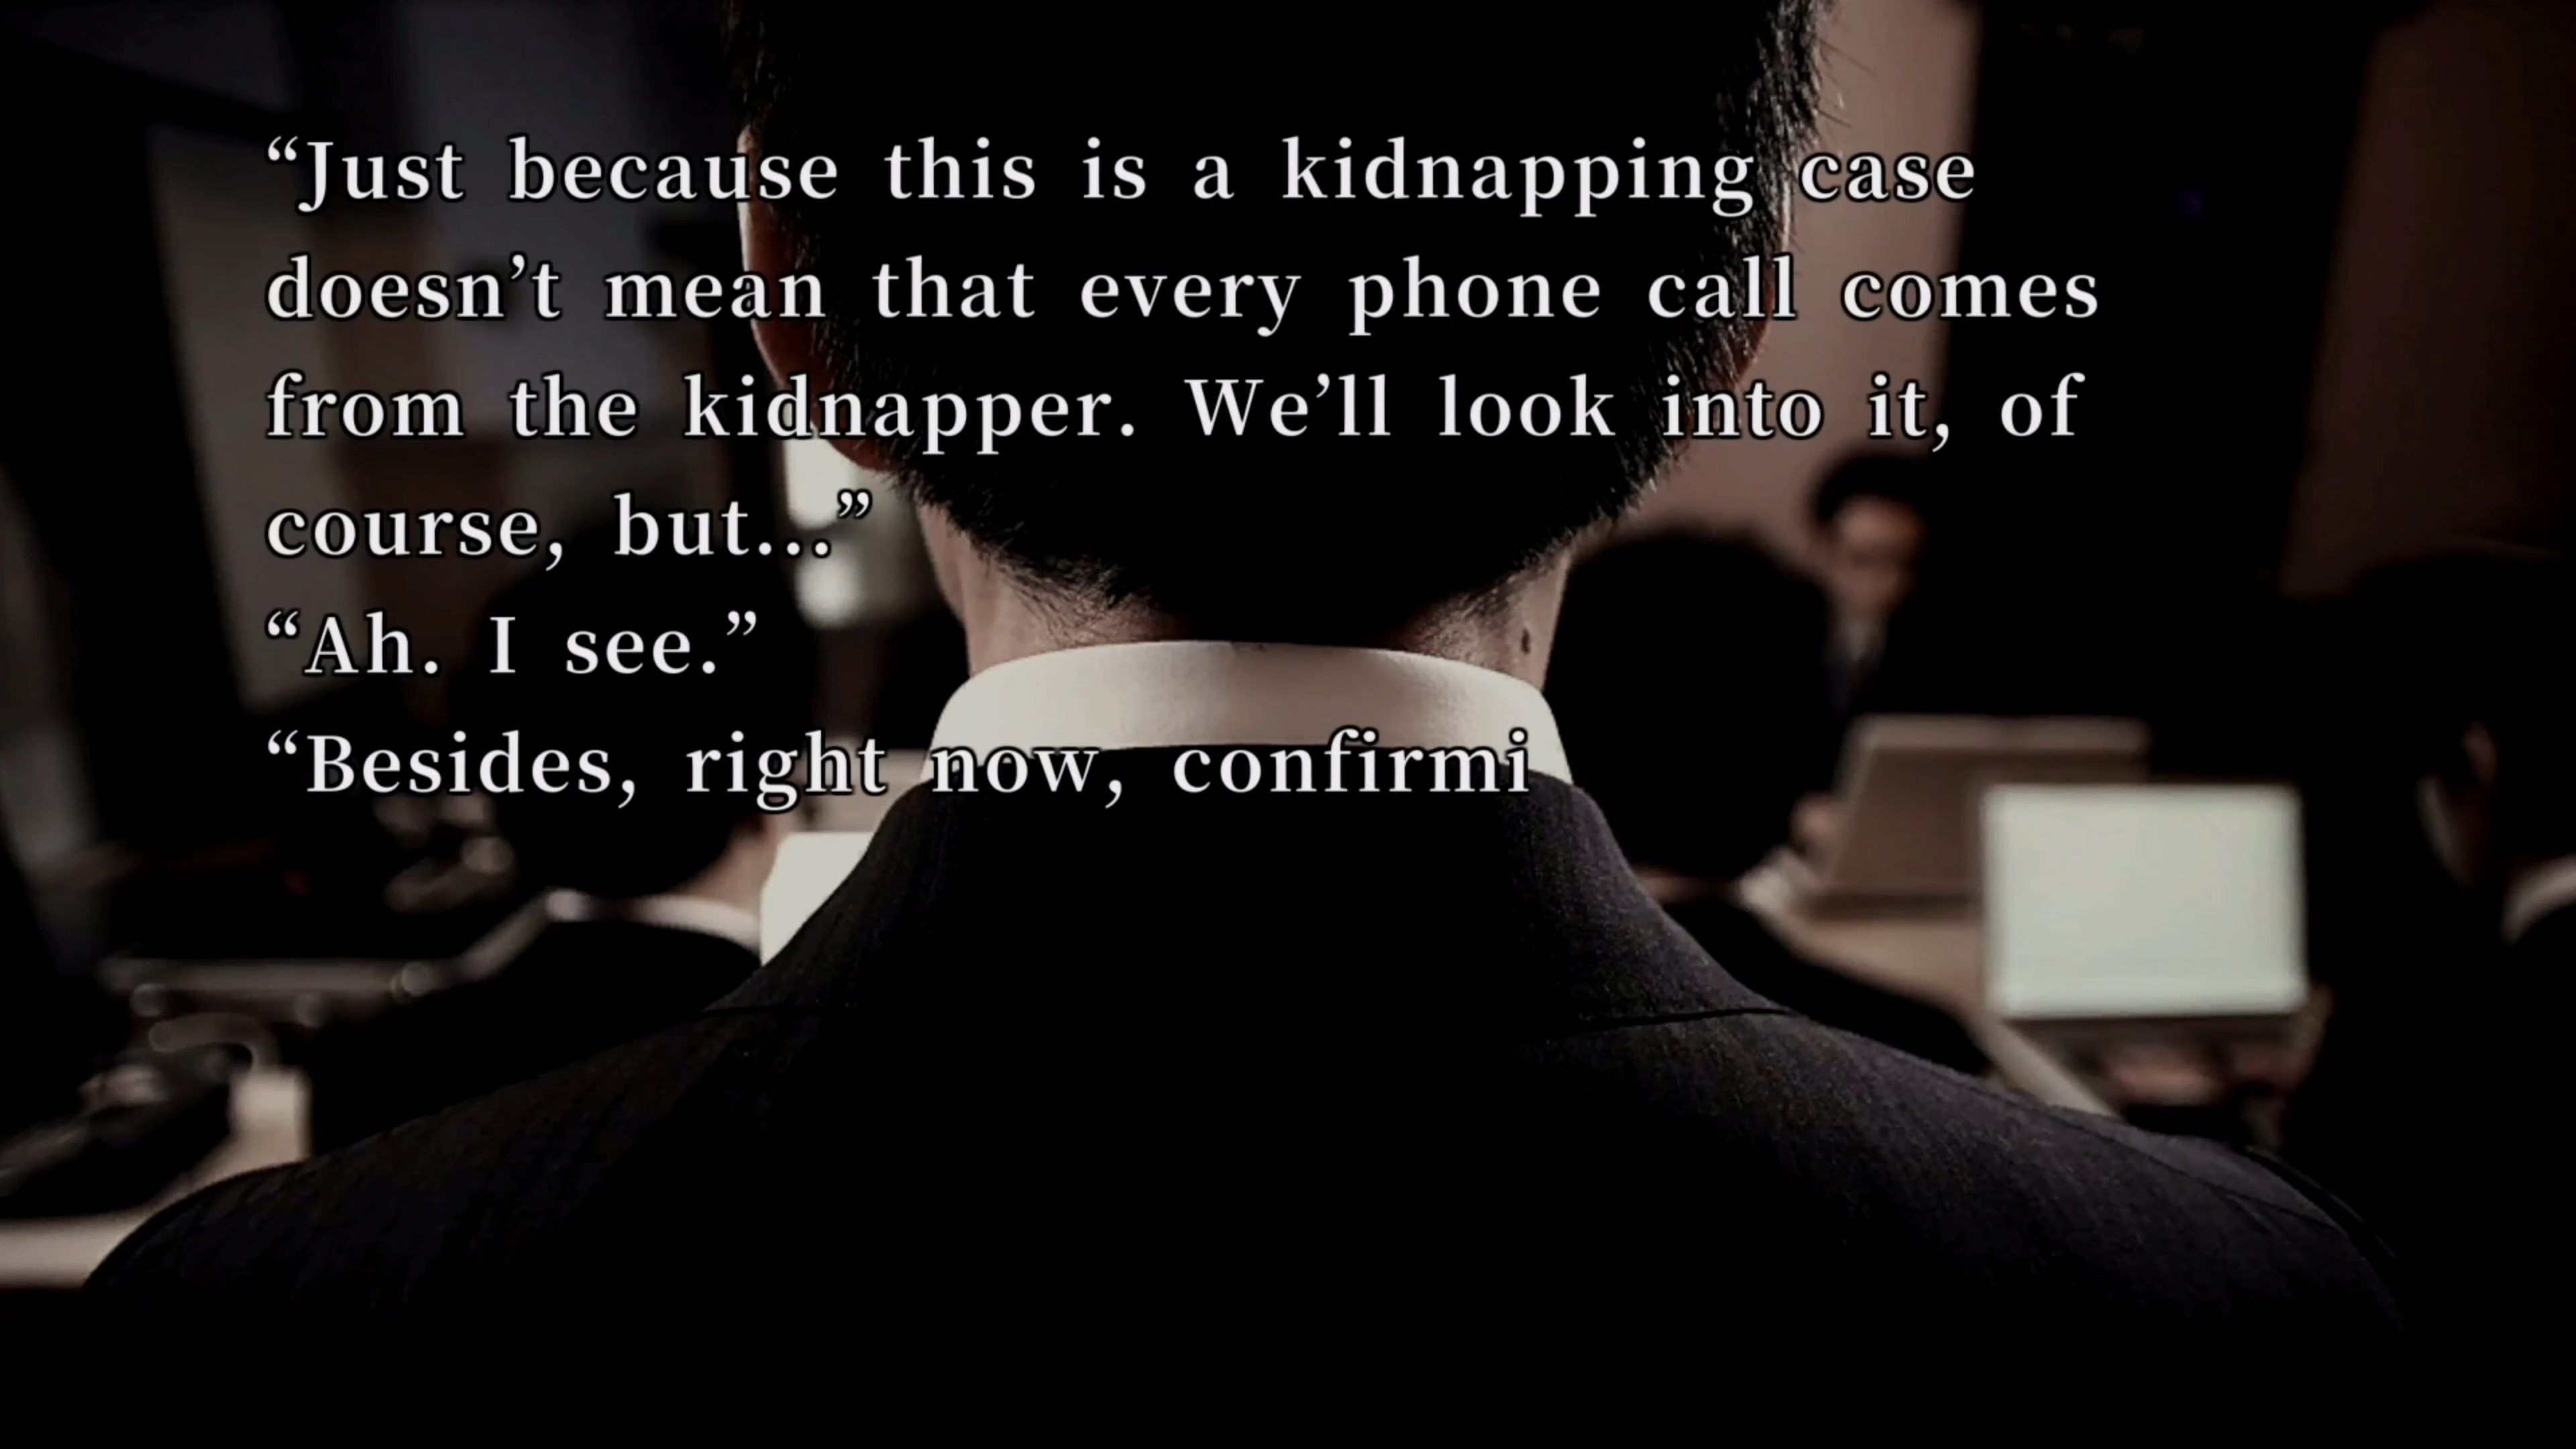 “Just because this is a kidnapping case
doesn’t mean that every phone call comes
from the kidnapper. We’ll look into it, of
course, but...”
“Ah. I see.”
“Besides, right now, confirmi